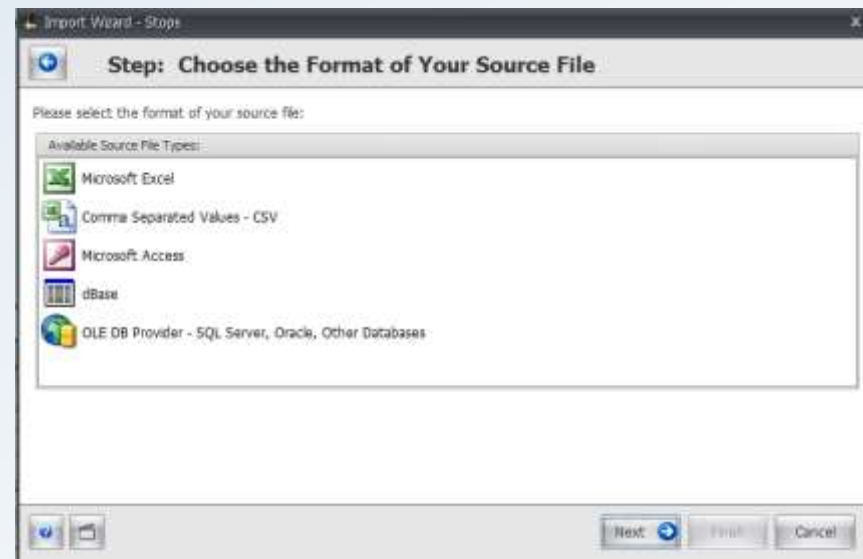 Import Wizard - Stops
Step: Choose the Format of Your Source File
Please select the format of your source file:
Available Source File Types:
Microsoft Excel
Comma Separated Values - CSV
Microsoft Access
dBase
OLE DB Provider - SQL Server, Oracle, Other Databases
Next
Finish
Cancel